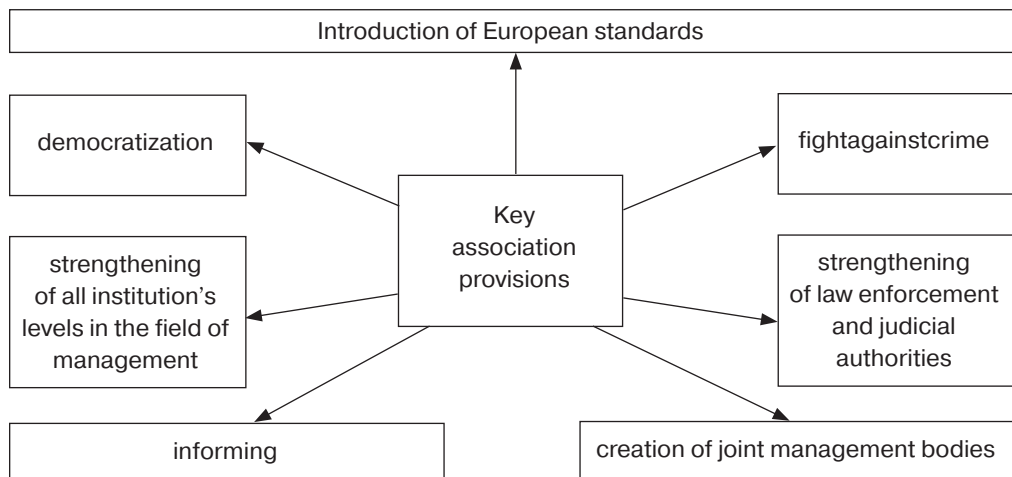 Introduction of European standards
democratization
fightagainstcrime
Key
association
provisions
strengthening
of all institution’s
levels in the field of
management
strengthening
of law enforcement
and judicial
authorities
informing
creation of joint management bodies